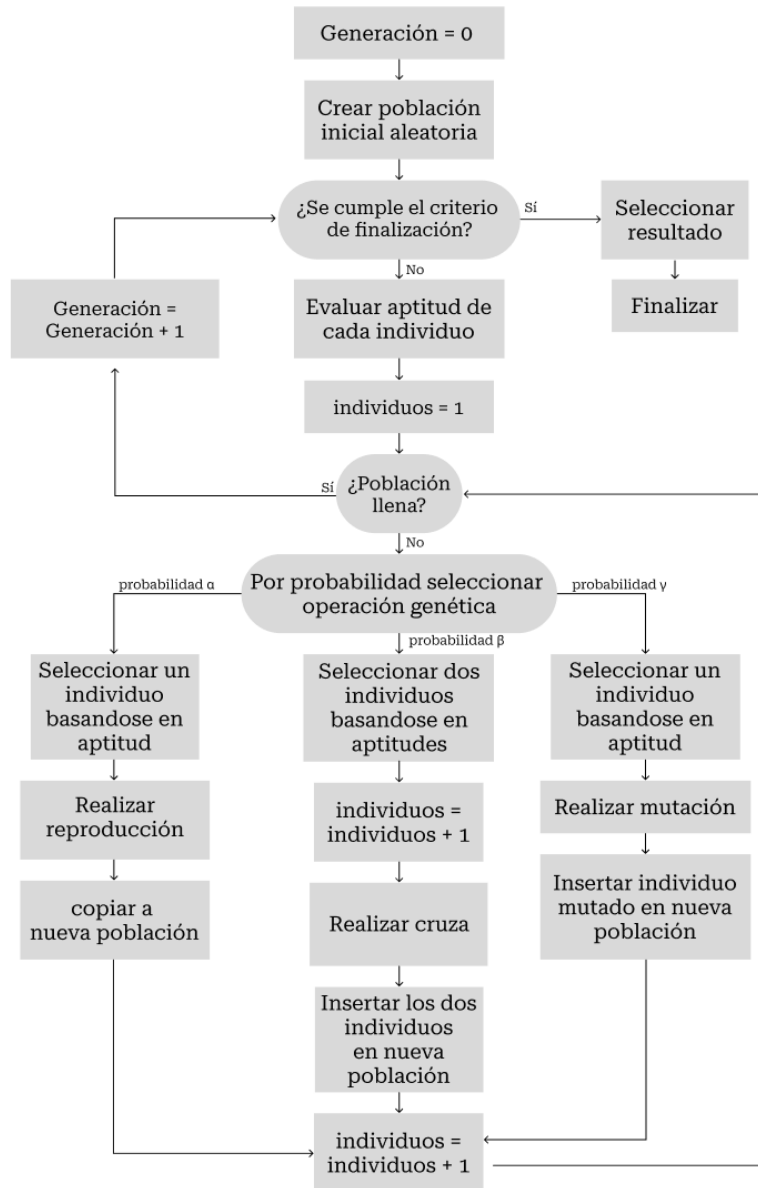 Generación = 0
Crear población
inicial aleatoria
¿Se cumple el criterio
de finalización?
Sí
Seleccionar
resultado
Finalizar
No
Generación =
Generación + 1
Evaluar aptitud de
cada individuo
individuos = 1
Sí
¿Población
llena?
No
Por probabilidad seleccionar
operación genética
probabilidad α
probabilidad β
probabilidad γ
Seleccionar un
individuo
basandose en
aptitud
Realizar
reproducción
copiar a
nueva población
Seleccionar dos
individuos
basandose en
aptitudes
individuos =
individuos + 1
Realizar cruza
Insertar los dos
individuos
en nueva
población
Seleccionar un
individuo
basandose en
aptitud
Realizar mutación
Insertar individuo
mutado en nueva
población
individuos =
individuos + 1